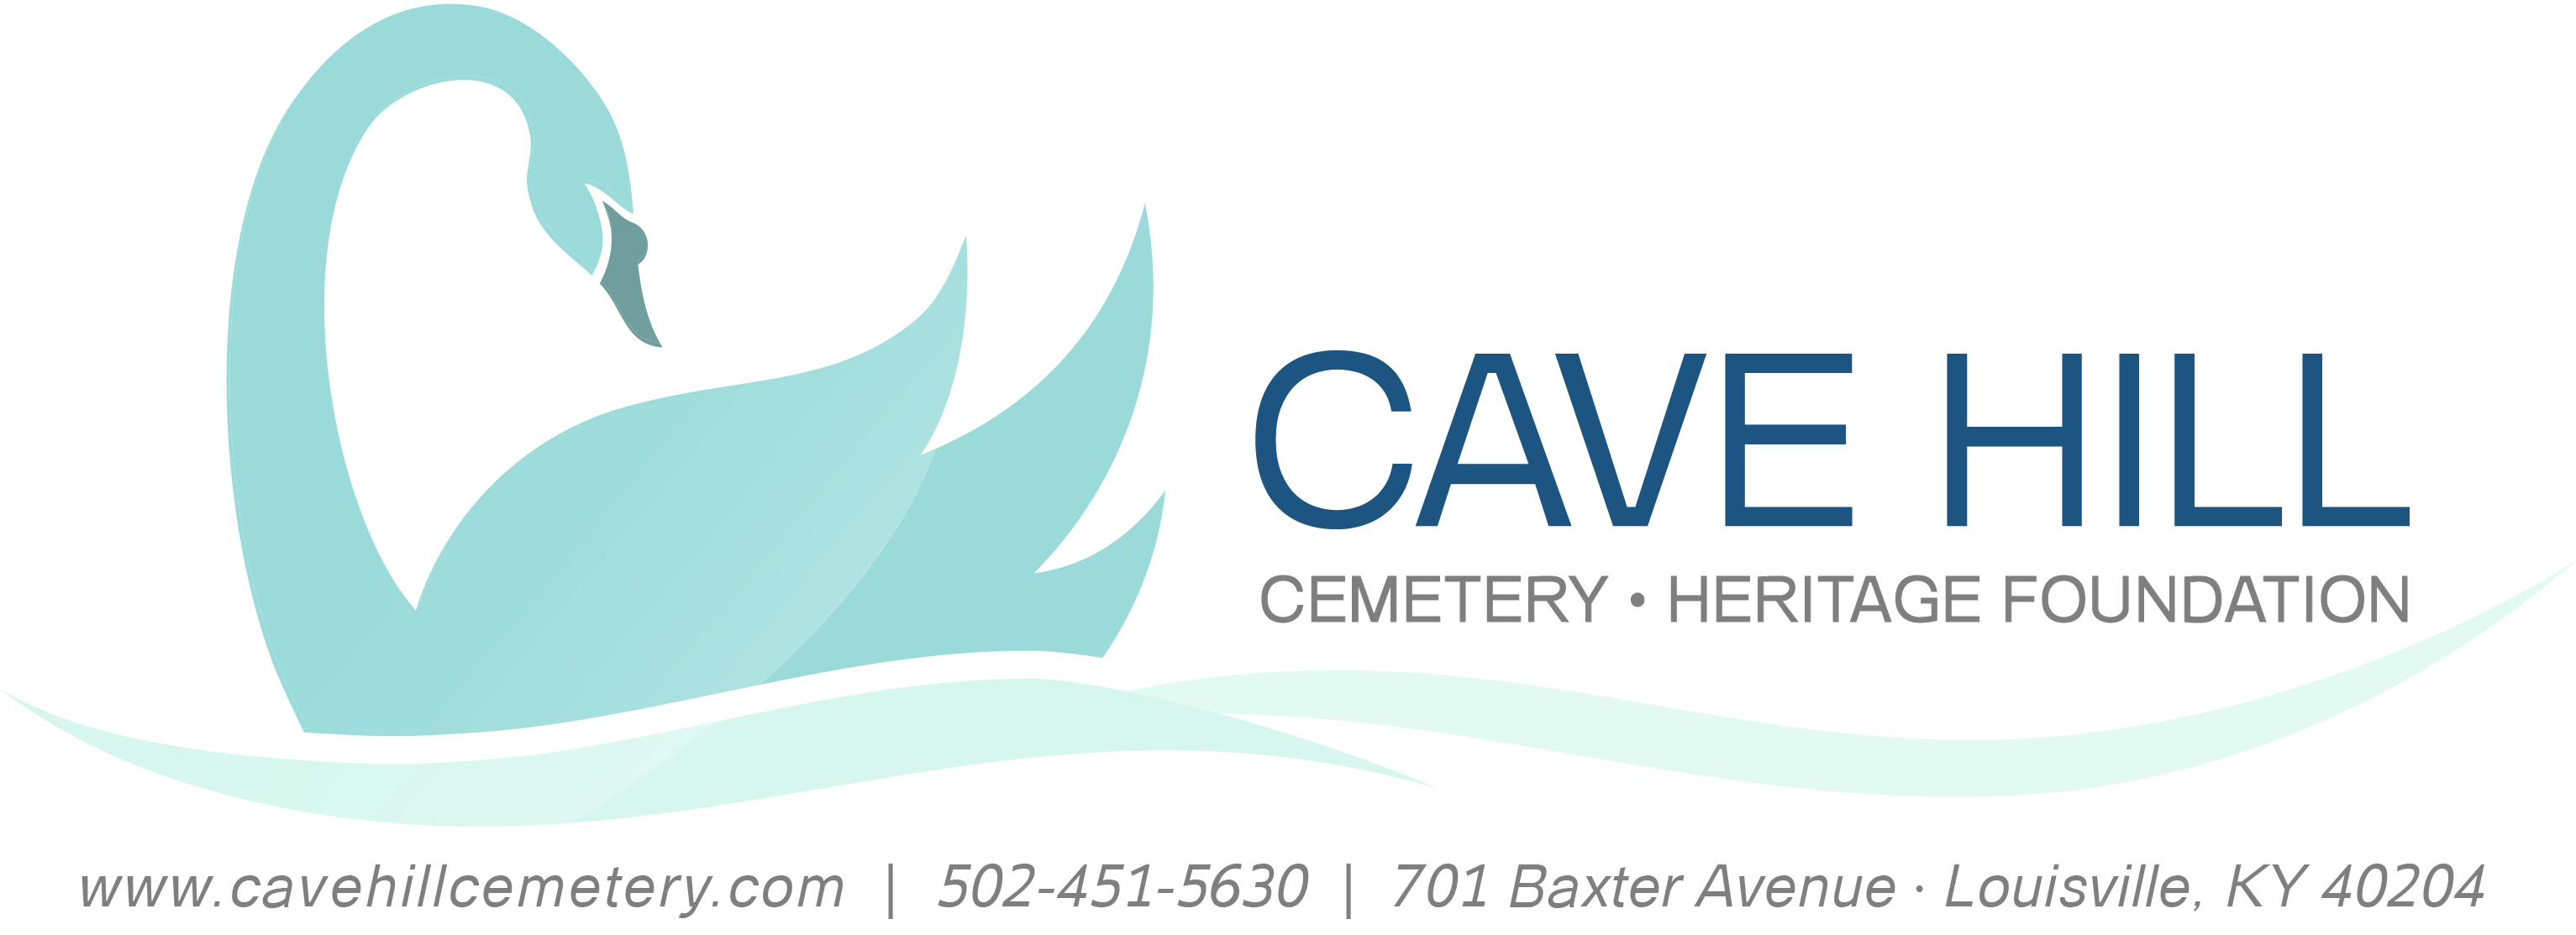 CAVE HILL
CEMETERY • HERITAGE FOUNDATION
www.cavehillcemetery.com | 502-451-5630 | 701 Baxter Avenue · Louisville, KY 40204